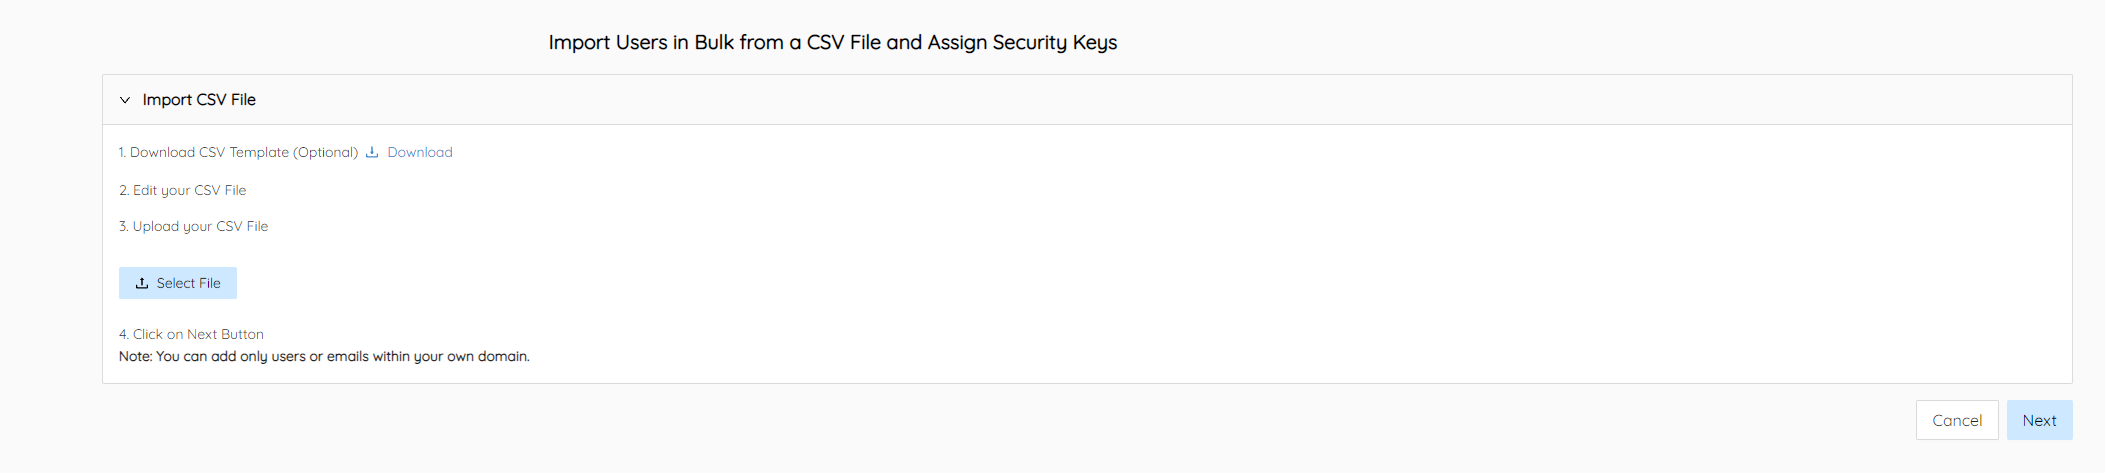 Import Users in Bulk from a CSV File and Assign Security Keys
Import CSV File
1. Download CSV Template (Optional) Download
2. Edit your CSV File
3. Upload your CSV File
Select File
4. Click on Next Button
Note: You can add only users or emails within your own domain.
Cancel Next